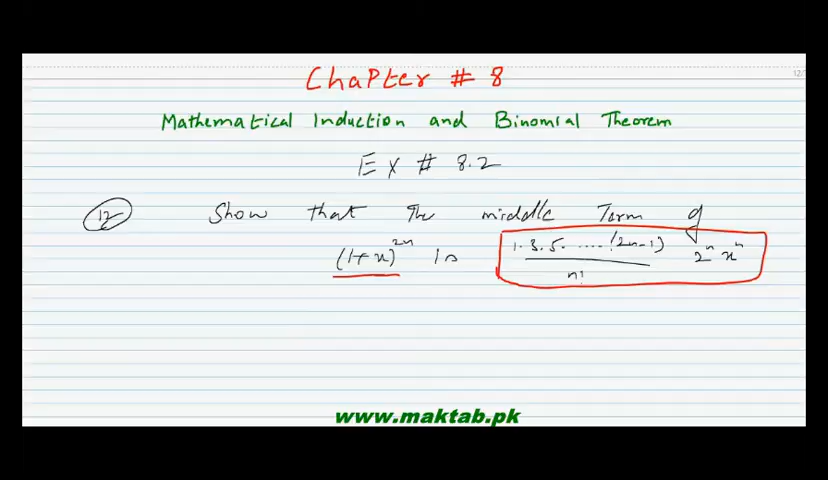 ChaPter # 8
Mathematical Induction and Binomial Theorem
Ex # 8.2
12 Show that The middle Term of
(1+x)^2n is 1.3.5.....(2n-1) 2^n x^n
n!
www.maktab.pk